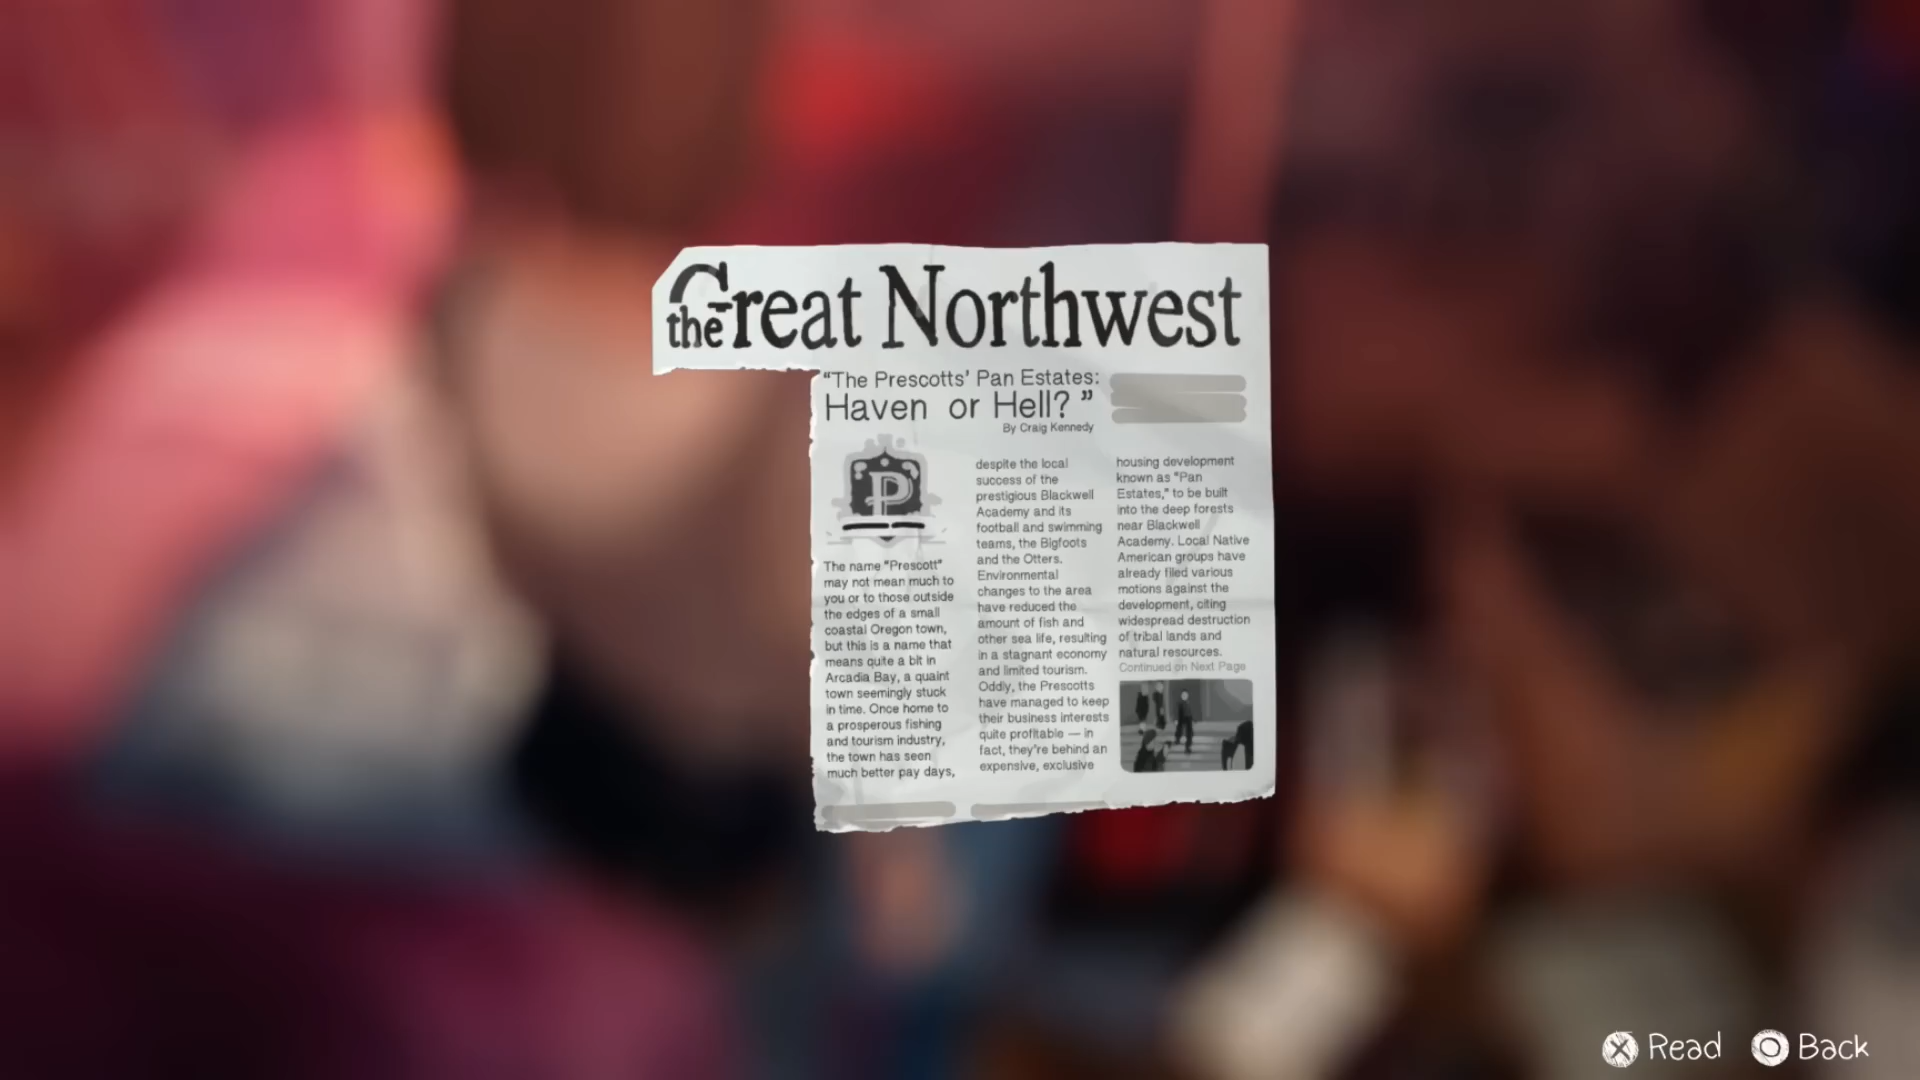 the Great Northwest
“The Prescotts’ Pan Estates:
Haven or Hell? ”
By Craig Kennedy
P
The name “Prescott”
may not mean much to
you or to those outside
the edges of a small
coastal Oregon town,
but this is a name that
means quite a bit in
Arcadia Bay, a quaint
town seemingly stuck
in time. Once home to
a prosperous fishing
and tourism industry,
the town has seen
much better pay days,
despite the local
success of the
prestigious Blackwell
Academy and its
football and swimming
teams, the Bigfoots
and the Otters.
Environmental
changes to the area
have reduced the
amount of fish and
other sea life, resulting
in a stagnant economy
and limited tourism.
Oddly, the Prescotts
have managed to keep
their business interests
quite profitable — in
fact, they’re behind an
expensive, exclusive
housing development
known as “Pan
Estates,” to be built
into the deep forests
near Blackwell
Academy. Local Native
American groups have
already filed various
motions against the
development, citing
widespread destruction
of tribal lands and
natural resources.
Continued on Next Page
Read
Back